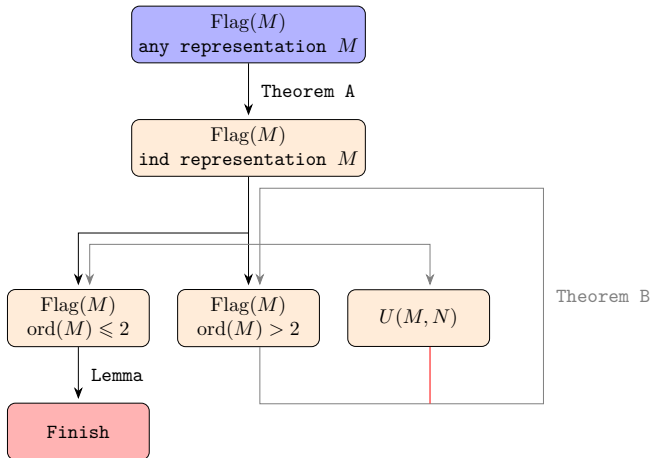 Flag(M)
any representation M
Theorem A
Flag(M)
ind representation M
Flag(M)
ord(M) ⩽ 2
Flag(M)
ord(M) > 2
U(M, N)
Theorem B
Lemma
Finish